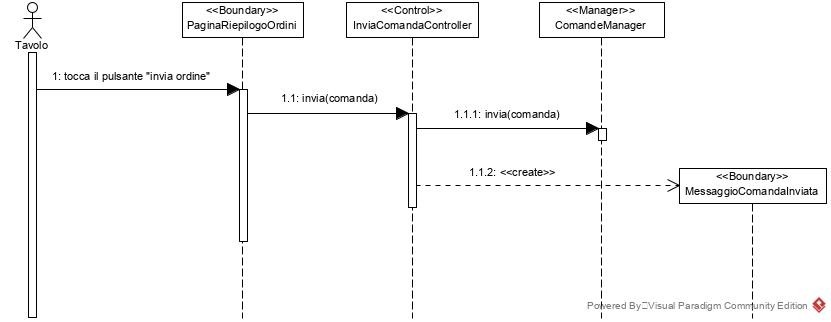 <<Boundary>>
PaginaRiepilogoOrdini
<<Control>>
InviaComandaController
<<Manager>>
ComandeManager
Tavolo
1: tocca il pulsante "invia ordine"
1.1: invia(comanda)
1.1.1: invia(comanda)
1.1.2: <<create>>
<<Boundary>>
MessaggioComandaInviata
Powered By Visual Paradigm Community Edition